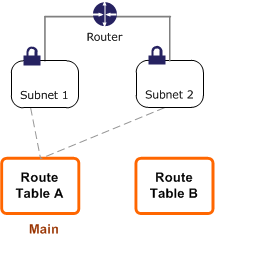 Router
Subnet 1
Subnet 2
Route
Table A
Route
Table B
Main